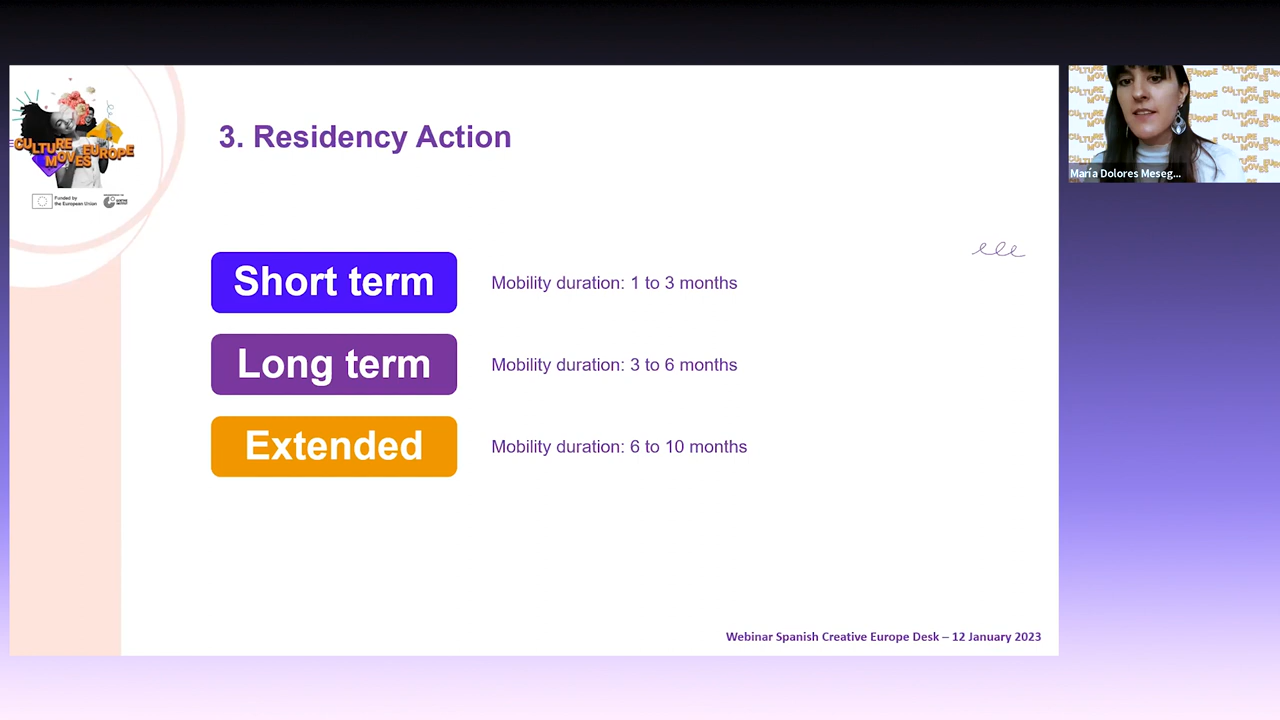 3. Residency Action
CULTURE
MOVES EUROPE
Funded by
the European Union
GOETHE
INSTITUT
Short term
Mobility duration: 1 to 3 months
Long term
Mobility duration: 3 to 6 months
Extended
Mobility duration: 6 to 10 months
Webinar Spanish Creative Europe Desk – 12 January 2023
María Dolores Meseg...